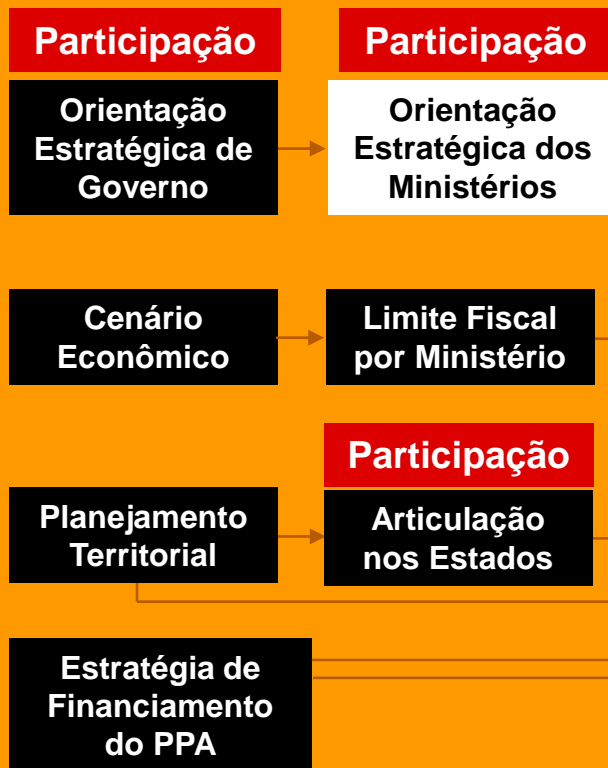 Participação
Participação
Orientação
Estratégica de
Governo
Orientação
Estratégica dos
Ministérios
Cenário
Econômico
Limite Fiscal
por Ministério
Participação
Planejamento
Territorial
Articulação
nos Estados
Estratégia de
Financiamento
do PPA